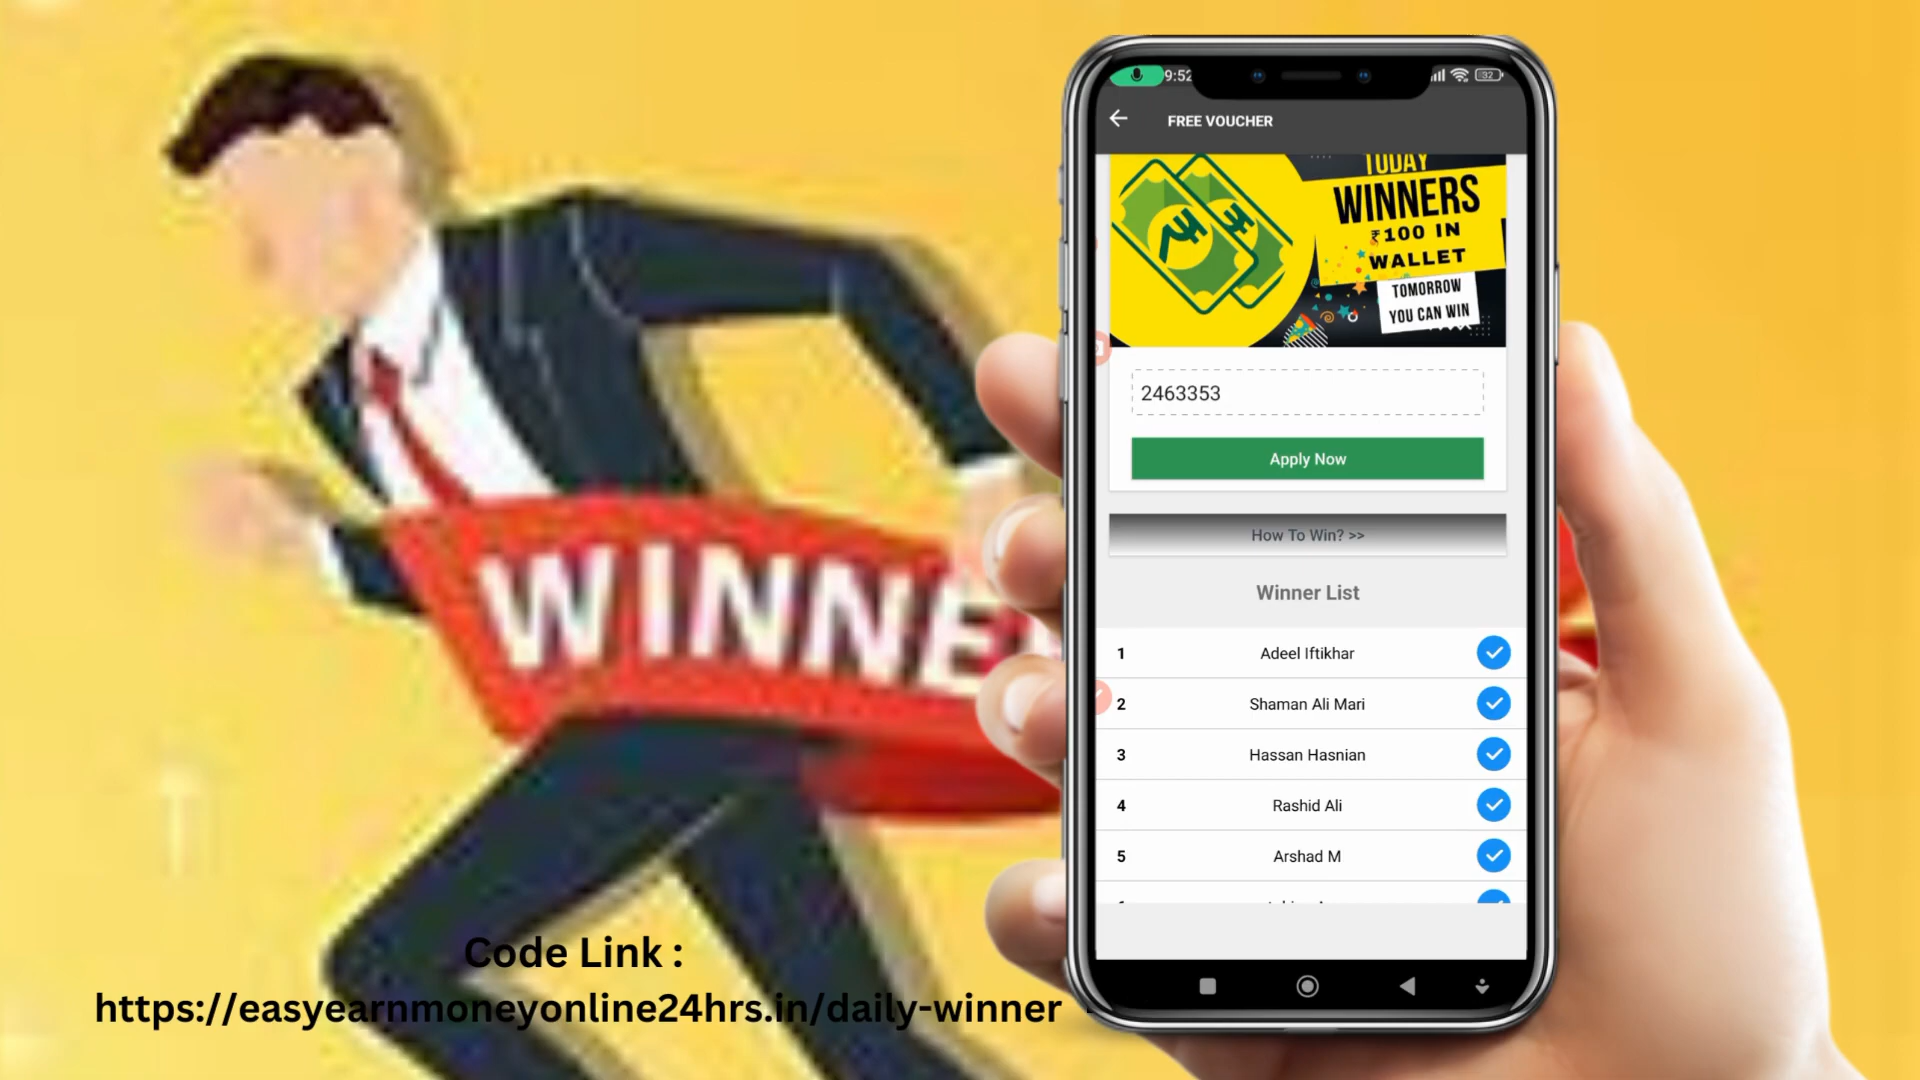 WINNE
Code Link :
https://easyearnmoneyonline24hrs.in/daily-winner
9:52
32
FREE VOUCHER
TODAY
WINNERS
₹100 IN
WALLET
TOMORROW
YOU CAN WIN
2463353
Apply Now
How To Win? >>
Winner List
1 Adeel Iftikhar
2 Shaman Ali Mari
3 Hassan Hasnian
4 Rashid Ali
5 Arshad M